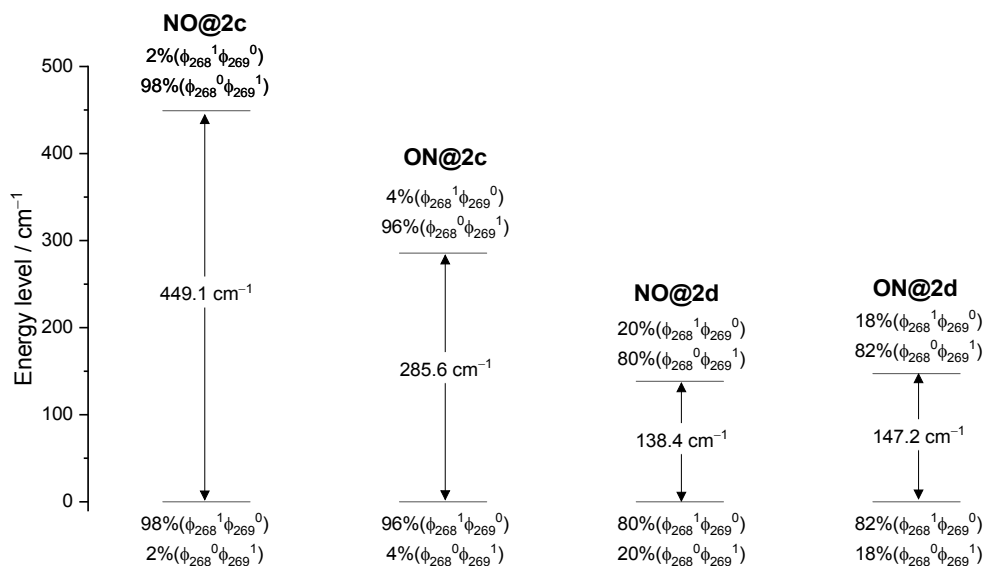 NO@2c
2%(ϕ₂₆₈¹ϕ₂₆₉⁰)
98%(ϕ₂₆₈⁰ϕ₂₆₉¹)
449.1 cm⁻¹
98%(ϕ₂₆₈¹ϕ₂₆₉⁰)
2%(ϕ₂₆₈⁰ϕ₂₆₉¹)
ON@2c
4%(ϕ₂₆₈¹ϕ₂₆₉⁰)
96%(ϕ₂₆₈⁰ϕ₂₆₉¹)
285.6 cm⁻¹
96%(ϕ₂₆₈¹ϕ₂₆₉⁰)
4%(ϕ₂₆₈⁰ϕ₂₆₉¹)
NO@2d
20%(ϕ₂₆₈¹ϕ₂₆₉⁰)
80%(ϕ₂₆₈⁰ϕ₂₆₉¹)
138.4 cm⁻¹
80%(ϕ₂₆₈¹ϕ₂₆₉⁰)
20%(ϕ₂₆₈⁰ϕ₂₆₉¹)
ON@2d
18%(ϕ₂₆₈¹ϕ₂₆₉⁰)
82%(ϕ₂₆₈⁰ϕ₂₆₉¹)
147.2 cm⁻¹
82%(ϕ₂₆₈¹ϕ₂₆₉⁰)
18%(ϕ₂₆₈⁰ϕ₂₆₉¹)
Energy level / cm⁻¹
500
400
300
200
100
0